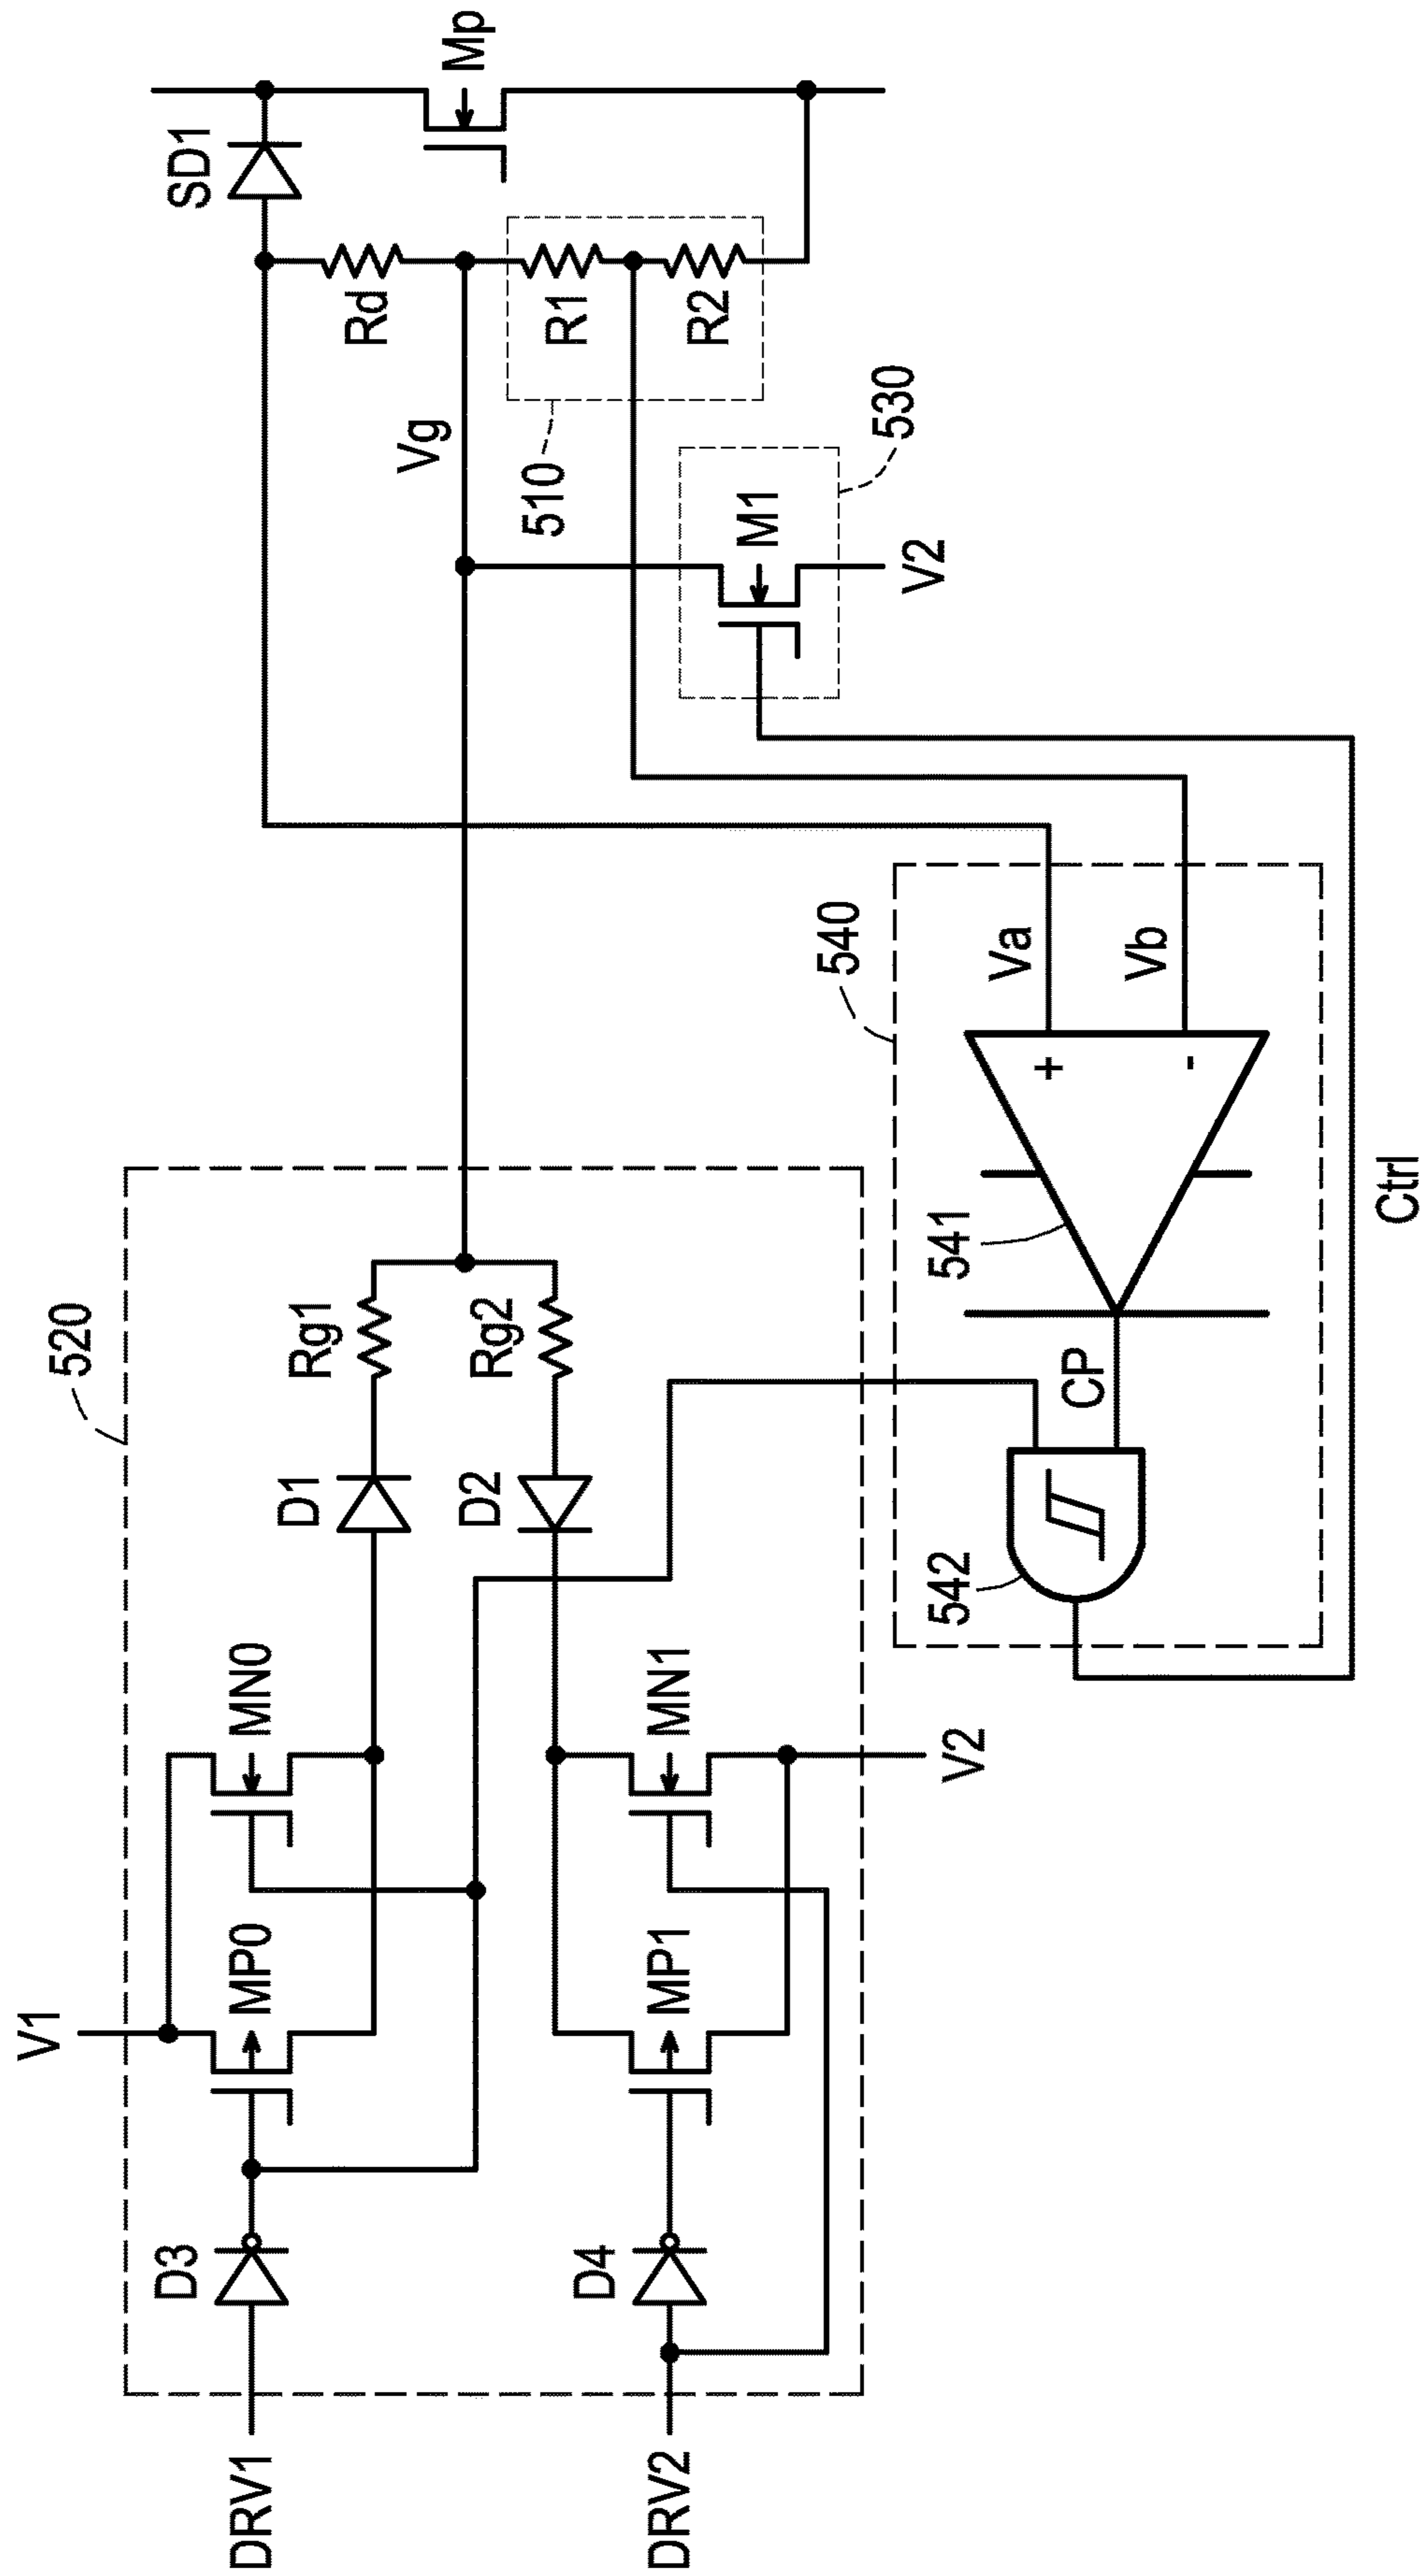 V1
520
D3
MP0
MN0
D1
Rg1
DRV1
D4
MP1
MN1
D2
Rg2
DRV2
V2
SD1
Mp
Rd
Vg
R1
R2
510
M1
530
V2
540
Va
Vb
+
-
541
CP
542
Ctrl